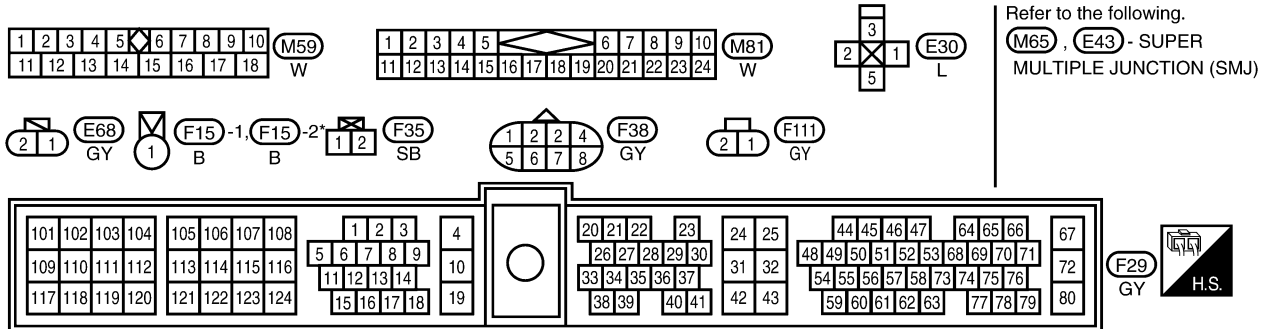 1 2 3 4 5 6 7 8 9 10
11 12 13 14 15 16 17 18
M59
W
1 2 3 4 5 6 7 8 9 10
11 12 13 14 15 16 17 18 19 20 21 22 23 24
M81
W
3
2 1
5
E30
L
Refer to the following.
M65 , E43 - SUPER
MULTIPLE JUNCTION (SMJ)
2 1
E68
GY
1
F15 -1, F15 -2*
B B
1 2
F35
SB
1 2 2 4
5 6 7 8
F38
GY
2 1
F111
GY
101 102 103 104 105 106 107 108 1 2 3 4 20 21 22 23 24 25 44 45 46 47 64 65 66 67
5 6 7 8 9 26 27 28 29 30 48 49 50 51 52 53 68 69 70 71
109 110 111 112 113 114 115 116 10 31 32 72
11 12 13 14 33 34 35 36 37 54 55 56 57 58 73 74 75 76
117 118 119 120 121 122 123 124 15 16 17 18 19 38 39 40 41 42 43 59 60 61 62 63 77 78 79 80
F29
GY
H.S.